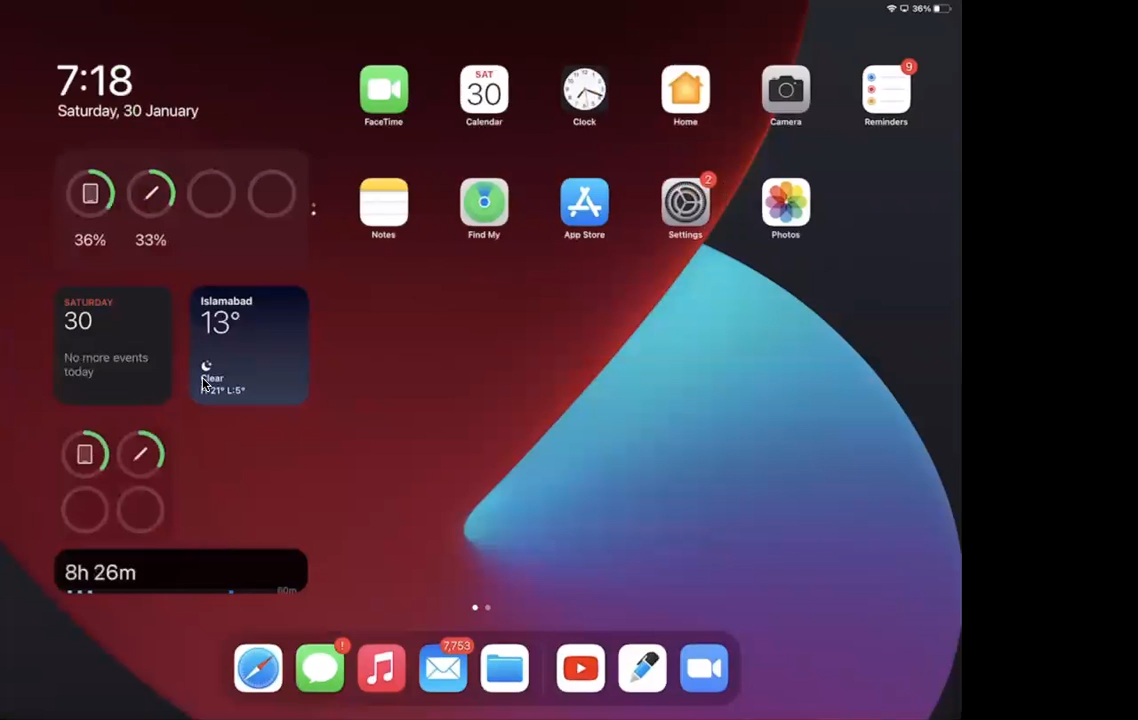 36%
7:18
Saturday, 30 January
SAT
30
FaceTime
Calendar
Clock
Home
Camera
9
Reminders
36%
33%
Notes
Find My
App Store
2
Settings
Photos
SATURDAY
30
No more events
today
Islamabad
13°
Clear
H:21° L:5°
8h 26m
60m
!
7,753